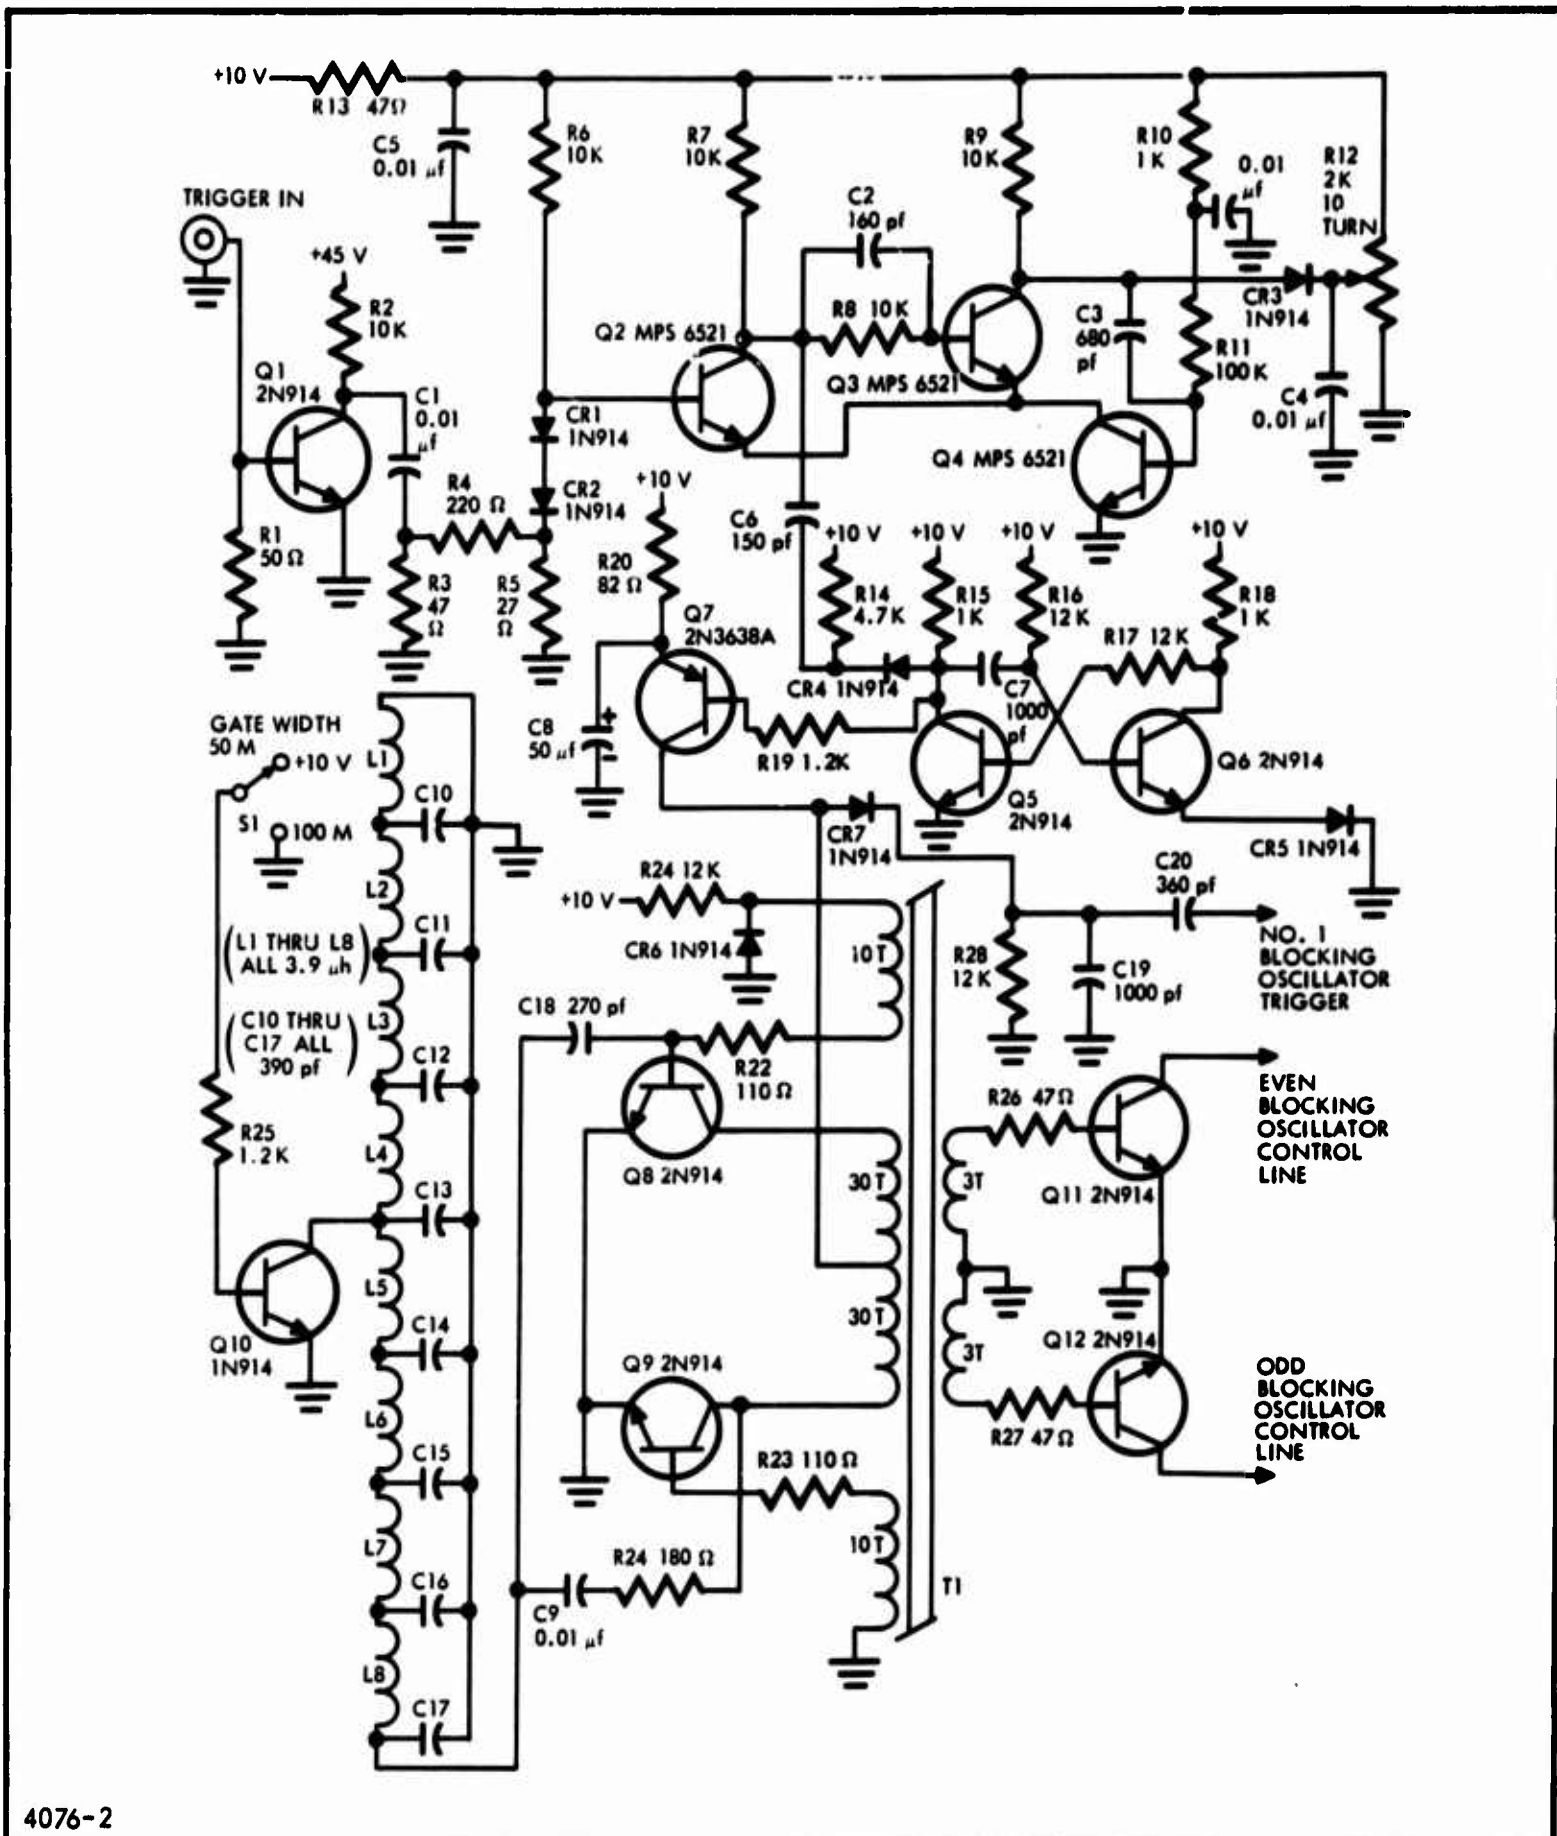 +10 V
R13 47Ω
C5
0.01 µf
R6
10K
R7
10K
R9
10K
R10
1 K
0.01
µf
R12
2K
10
TURN
TRIGGER IN
+45 V
R2
10K
C2
160 pf
R8 10K
Q2 MPS 6521
Q3 MPS 6521
C3
680
pf
CR3
1N914
R11
100K
C4
0.01 µf
Q1
2N914
C1
0.01
µf
CR1
1N914
Q4 MPS 6521
R4
220 Ω
CR2
1N914
+10 V
C6
150 pf
R1
50Ω
R3
47
Ω
R5
27
Ω
R20
82 Ω
+10 V
+10 V
+10 V
+10 V
R14
4.7K
R15
1K
R16
12K
R18
1K
R17 12K
Q7
2N3638A
CR4 1N914
C7
1000
pf
C8
50 µf
+
-
R19 1.2K
Q5
2N914
Q6 2N914
CR5 1N914
GATE WIDTH
50 M
+10 V
S1
100 M
L1
C10
L2
C11
(L1 THRU L8
ALL 3.9 µh)
L3
(C10 THRU
C17 ALL
390 pf)
C12
R25
1.2K
L4
C13
L5
Q10
1N914
C14
L6
C15
L7
C16
L8
C17
CR7
1N914
R24 12K
+10 V
CR6 1N914
10T
C18 270 pf
R22
110Ω
Q8 2N914
30T
30T
Q9 2N914
R23 110Ω
10T
R24 180 Ω
C9
0.01 µf
T1
R28
12K
C19
1000 pf
C20
360 pf
NO. 1
BLOCKING
OSCILLATOR
TRIGGER
R26 47Ω
3T
Q11 2N914
EVEN
BLOCKING
OSCILLATOR
CONTROL
LINE
3T
Q12 2N914
R27 47Ω
ODD
BLOCKING
OSCILLATOR
CONTROL
LINE
4076-2